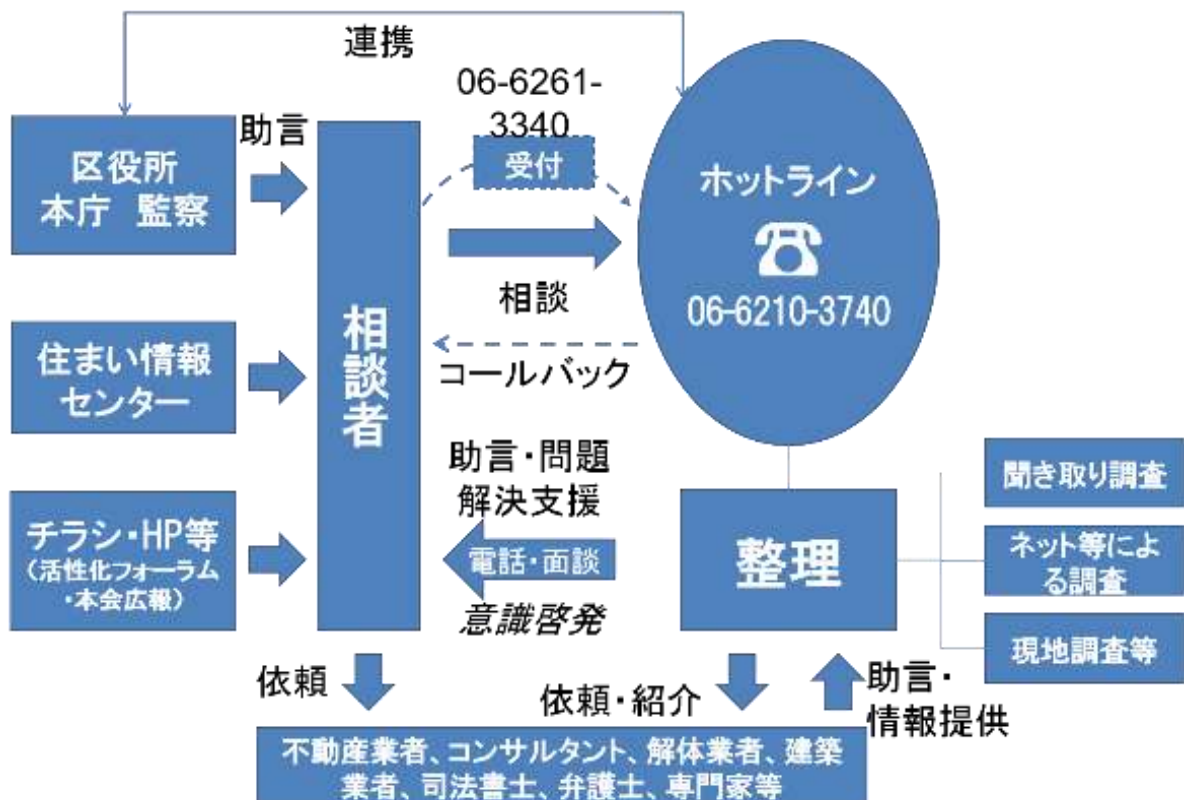 連携
06-6261-
3340
受付
助言
区役所
本庁 監察
ホットライン
06-6210-3740
相談
コールバック
相談者
住まい情報
センター
助言・問題
解決支援
電話・面談
意識啓発
チラシ・HP等
(活性化フォーラム
・本会広報)
整理
聞き取り調査
ネット等によ
る調査
現地調査等
依頼
依頼・紹介
助言・
情報提供
不動産業者、コンサルタント、解体業者、建築
業者、司法書士、弁護士、専門家等